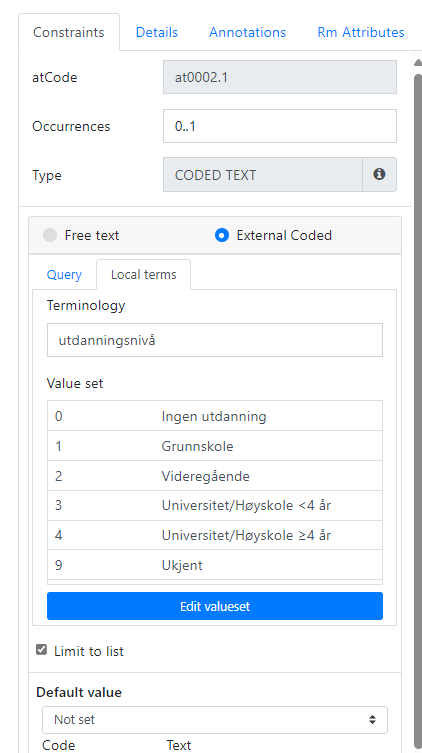 Constraints Details Annotations Rm Attributes
atCode at0002.1
Occurrences 0..1
Type CODED TEXT
Free text External Coded
Query Local terms
Terminology
utdanningsnivå
Value set
0 Ingen utdanning
1 Grunnskole
2 Videregående
3 Universitet/Høyskole <4 år
4 Universitet/Høyskole ≥4 år
9 Ukjent
Edit valueset
Limit to list
Default value
Not set
Code Text